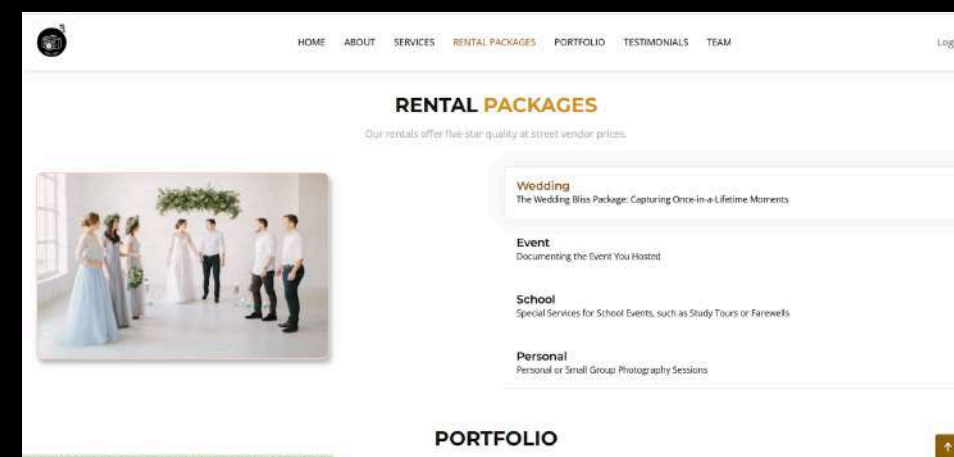 HOME ABOUT SERVICES RENTAL PACKAGES PORTFOLIO TESTIMONIALS TEAM
RENTAL PACKAGES
Our rentals offer five-star quality at street vendor prices.
Wedding
The Wedding Bliss Package: Capturing Once-in-a-Lifetime Moments
Event
Documenting the Event You Hosted
School
Special Services for School Events, such as Study Tours or Farewells
Personal
Personal or Small Group Photography Sessions
PORTFOLIO